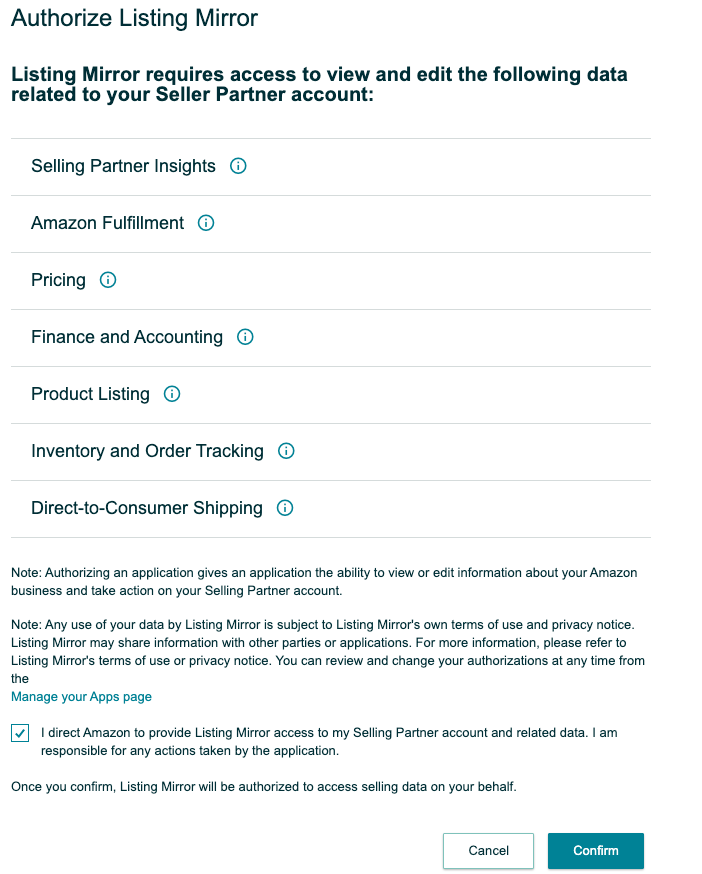 Authorize Listing Mirror
Listing Mirror requires access to view and edit the following data
related to your Seller Partner account:
Selling Partner Insights
Amazon Fulfillment
Pricing
Finance and Accounting
Product Listing
Inventory and Order Tracking
Direct-to-Consumer Shipping
Note: Authorizing an application gives an application the ability to view or edit information about your Amazon
business and take action on your Selling Partner account.
Note: Any use of your data by Listing Mirror is subject to Listing Mirror's own terms of use and privacy notice.
Listing Mirror may share information with other parties or applications. For more information, please refer to
Listing Mirror's terms of use or privacy notice. You can review and change your authorizations at any time from
the
Manage your Apps page
I direct Amazon to provide Listing Mirror access to my Selling Partner account and related data. I am
responsible for any actions taken by the application.
Once you confirm, Listing Mirror will be authorized to access selling data on your behalf.
Cancel
Confirm